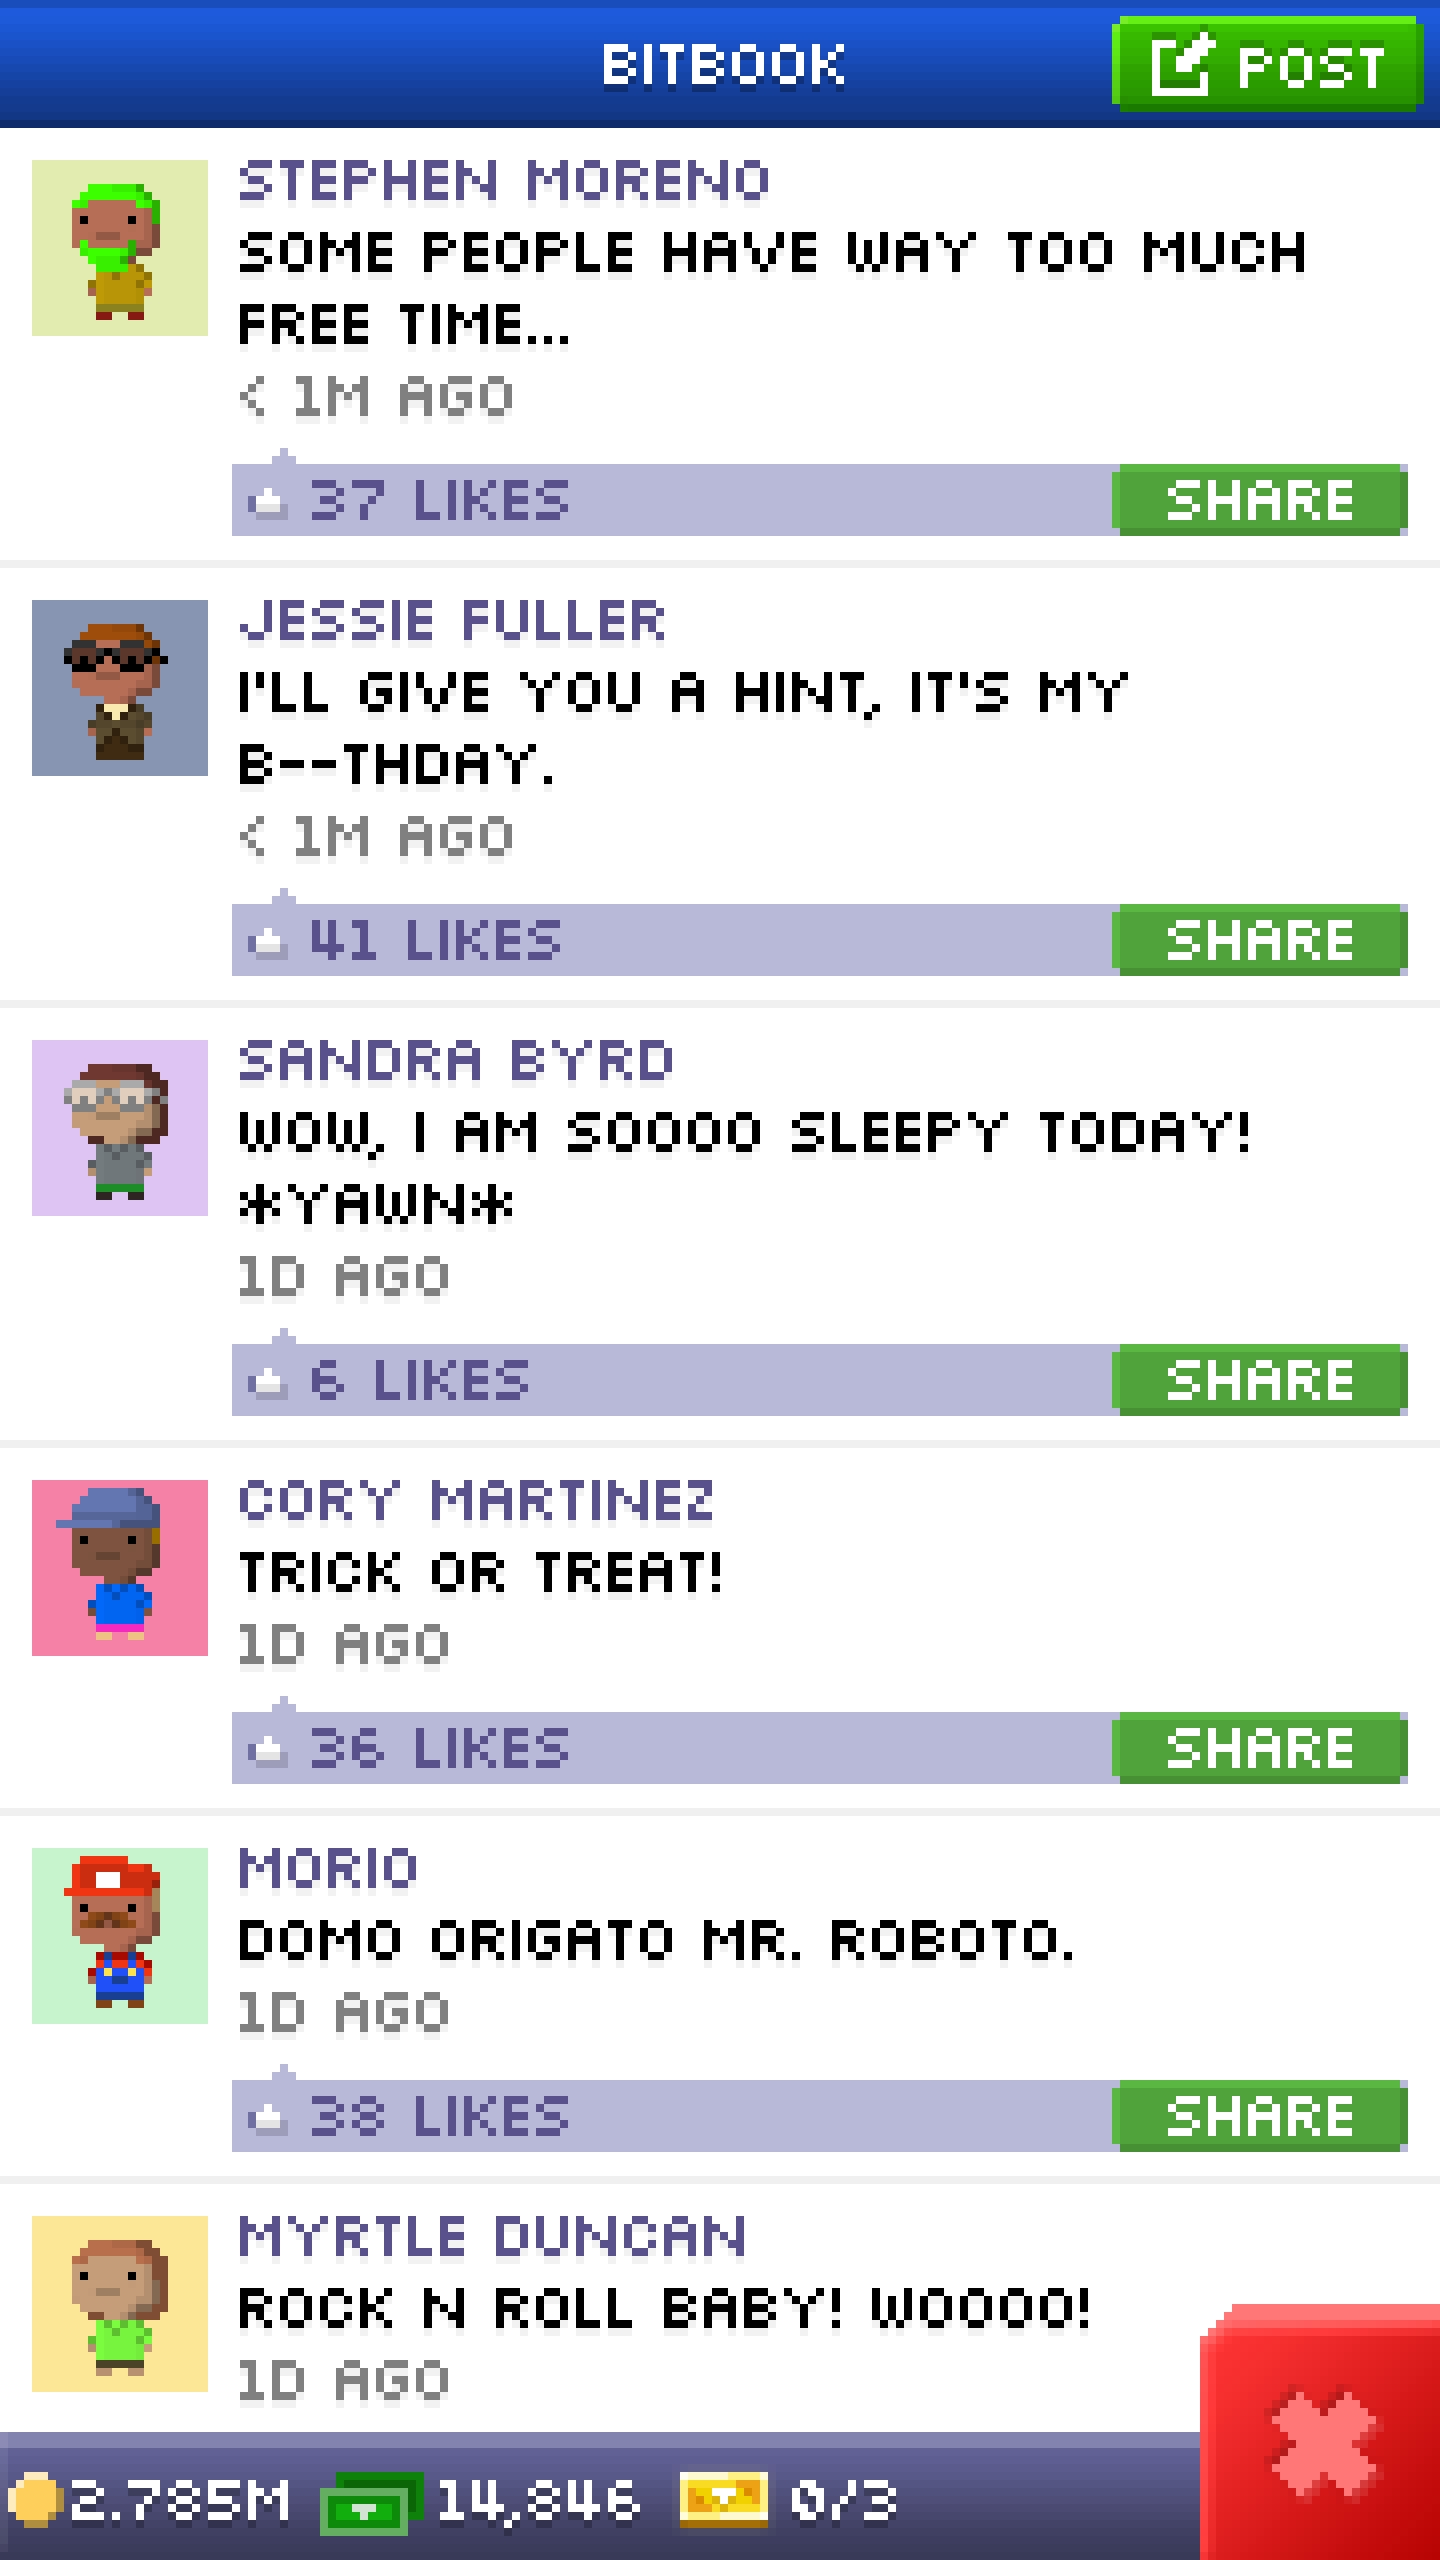 BITBOOK
POST
STEPHEN MORENO
SOME PEOPLE HAVE WAY TOO MUCH
FREE TIME...
< 1M AGO
37 LIKES
SHARE
JESSIE FULLER
I'LL GIVE YOU A HINT, IT'S MY
B--THDAY.
< 1M AGO
41 LIKES
SHARE
SANDRA BYRD
WOW, I AM SOOOO SLEEPY TODAY!
*YAWN*
1D AGO
6 LIKES
SHARE
CORY MARTINEZ
TRICK OR TREAT!
1D AGO
36 LIKES
SHARE
MORIO
DOMO ORIGATO MR. ROBOTO.
1D AGO
38 LIKES
SHARE
MYRTLE DUNCAN
ROCK N ROLL BABY! WOOOO!
1D AGO
2.785M 14,846 0/3